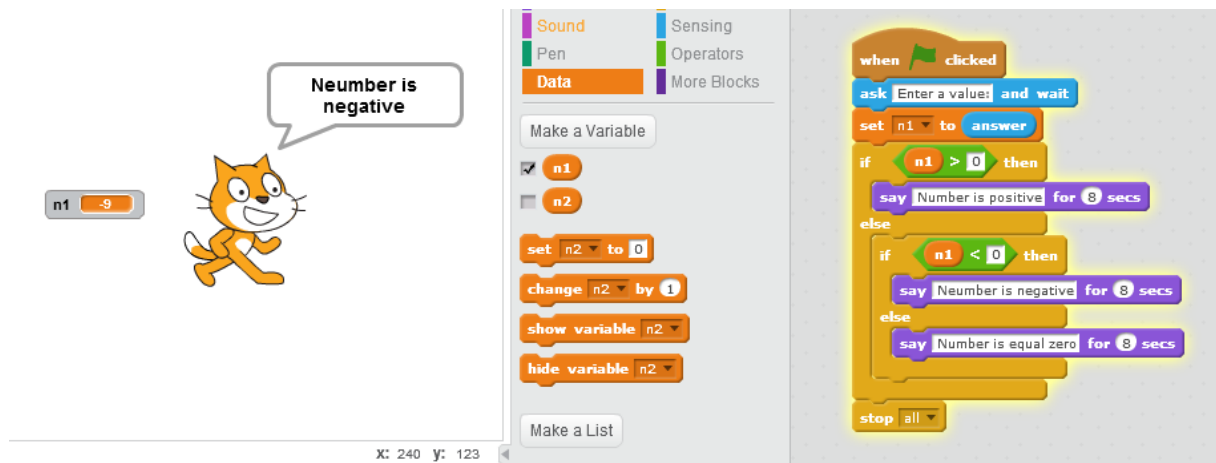 Neumber is
negative
n1 -9
x: 240 y: 123
Sound
Sensing
Pen
Operators
Data
More Blocks
Make a Variable
n1
n2
set n2 to 0
change n2 by 1
show variable n2
hide variable n2
Make a List
when clicked
ask Enter a value: and wait
set n1 to answer
if n1 > 0 then
say Number is positive for 8 secs
else
if n1 < 0 then
say Neumber is negative for 8 secs
else
say Number is equal zero for 8 secs
stop all